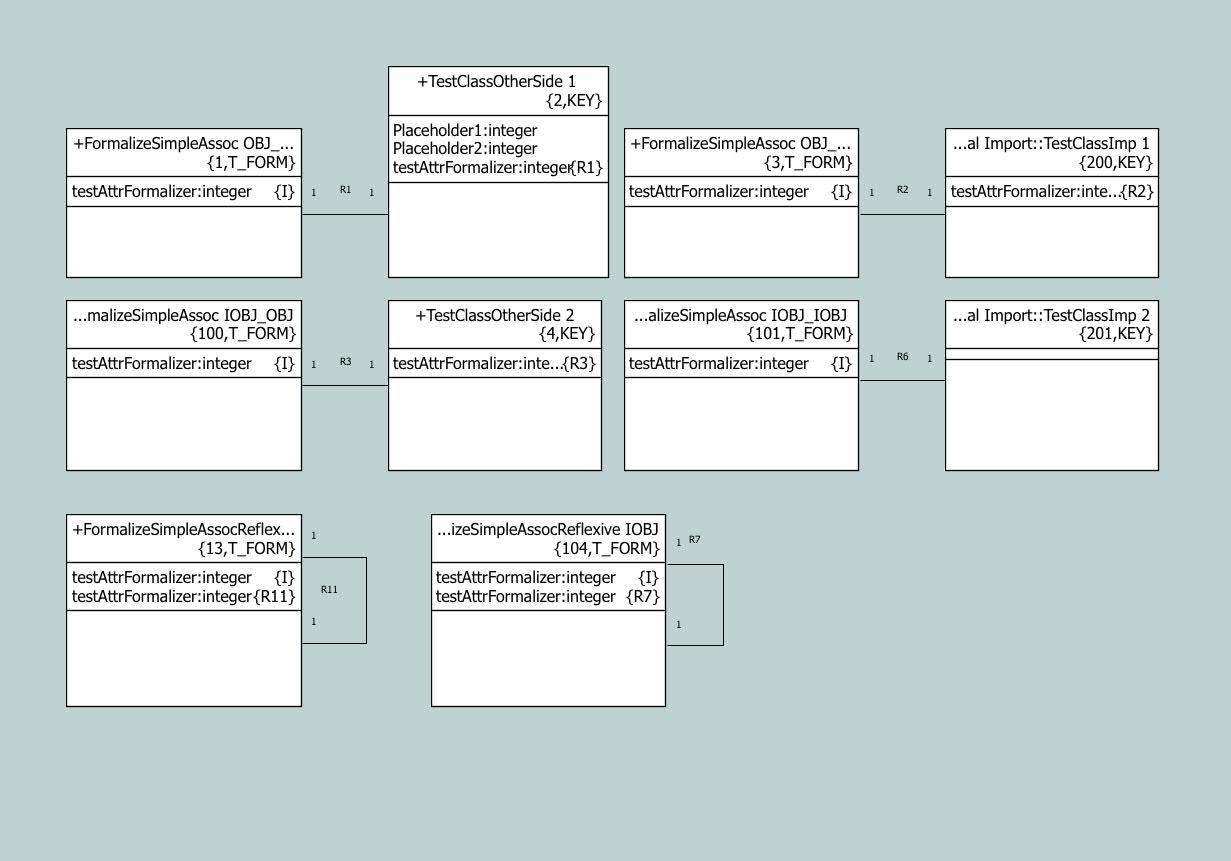 +TestClassOtherSide 1
{2,KEY}
Placeholder1:integer
Placeholder2:integer
testAttrFormalizer:integer{R1}
+FormalizeSimpleAssoc OBJ_...
{1,T_FORM}
testAttrFormalizer:integer {I}
1 R1 1
+FormalizeSimpleAssoc OBJ_...
{3,T_FORM}
testAttrFormalizer:integer {I}
1 R2 1
...al Import::TestClassImp 1
{200,KEY}
testAttrFormalizer:inte...{R2}
...malizeSimpleAssoc IOBJ_OBJ
{100,T_FORM}
testAttrFormalizer:integer {I}
1 R3 1
+TestClassOtherSide 2
{4,KEY}
testAttrFormalizer:inte...{R3}
...alizeSimpleAssoc IOBJ_IOBJ
{101,T_FORM}
testAttrFormalizer:integer {I}
1 R6 1
...al Import::TestClassImp 2
{201,KEY}
+FormalizeSimpleAssocReflex...
{13,T_FORM}
testAttrFormalizer:integer {I}
testAttrFormalizer:integer{R11}
1
R11
1
...izeSimpleAssocReflexive IOBJ
{104,T_FORM}
testAttrFormalizer:integer {I}
testAttrFormalizer:integer {R7}
1 R7
1